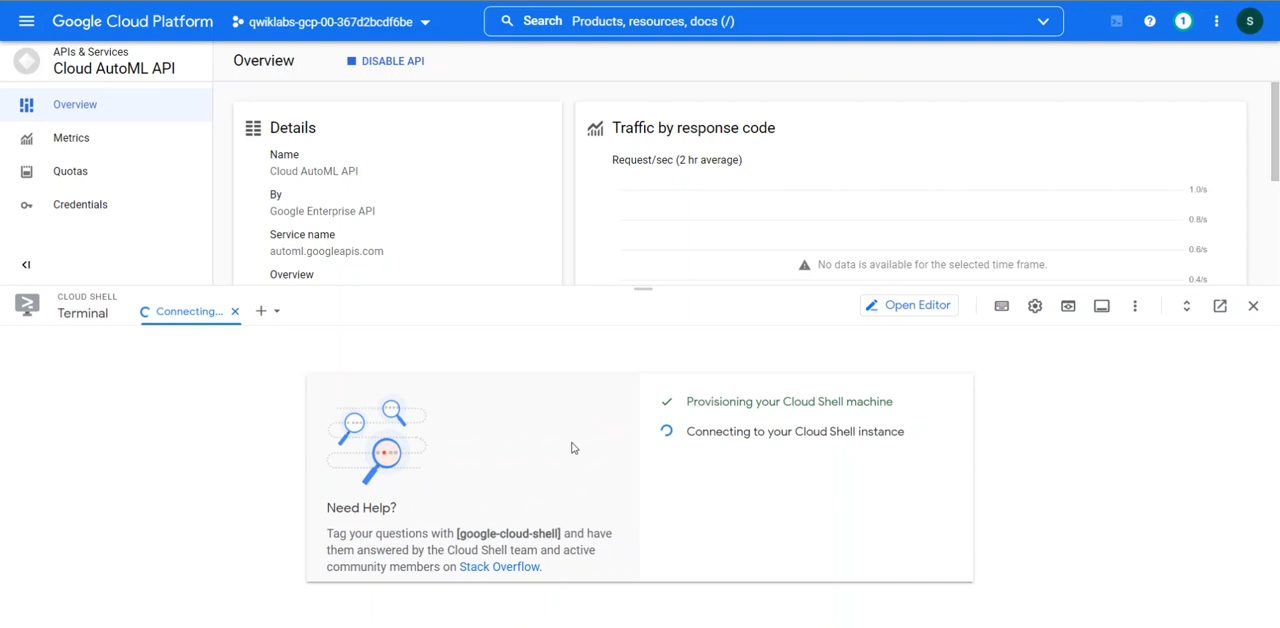 Google Cloud Platform
qwiklabs-gcp-00-367d2bcdf6be
Search Products, resources, docs (/)
1
S
APIs & Services
Cloud AutoML API
Overview
DISABLE API
Overview
Metrics
Quotas
Credentials
Details
Name
Cloud AutoML API
By
Google Enterprise API
Service name
automl.googleapis.com
Overview
Traffic by response code
Request/sec (2 hr average)
1.0/s
0.8/s
0.6/s
No data is available for the selected time frame.
0.4/s
CLOUD SHELL
Terminal
Connecting...
Open Editor
Need Help?
Tag your questions with [google-cloud-shell] and have
them answered by the Cloud Shell team and active
community members on Stack Overflow.
Provisioning your Cloud Shell machine
Connecting to your Cloud Shell instance